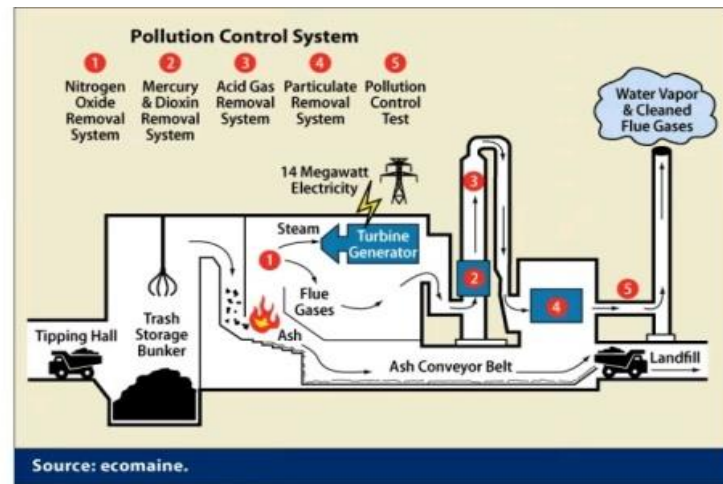 Pollution Control System
1
2
3
4
5
Nitrogen
Oxide
Removal
System
Mercury
& Dioxin
Removal
System
Acid Gas
Removal
System
Particulate
Removal
System
Pollution
Control
Test
Water Vapor
& Cleaned
Flue Gases
14 Megawatt
Electricity
3
Steam
Turbine
Generator
1
2
Flue
Gases
4
5
Tipping Hall
Trash
Storage
Bunker
Ash
Ash Conveyor Belt
Landfill
Source: ecomaine.